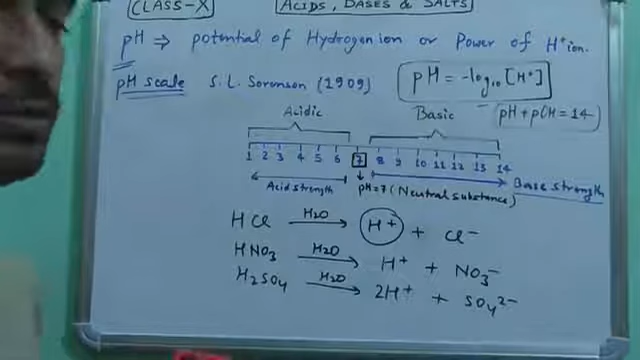 CLASS-X
ACIDS, BASES & SALTS
pH ⇒ potential of Hydrogen ion or Power of H⁺ ion.
pH scale S. L. Sorenson (1909) pH = -log₁₀ [H⁺]
pH + pOH = 14
Acidic Basic
1 2 3 4 5 6 7 8 9 10 11 12 13 14
Acid strength pH = 7 (Neutral substance) Base strength
HCl H₂O → H⁺ + Cl⁻
HNO₃ H₂O → H⁺ + NO₃⁻
H₂SO₄ H₂O → 2H⁺ + SO₄²⁻